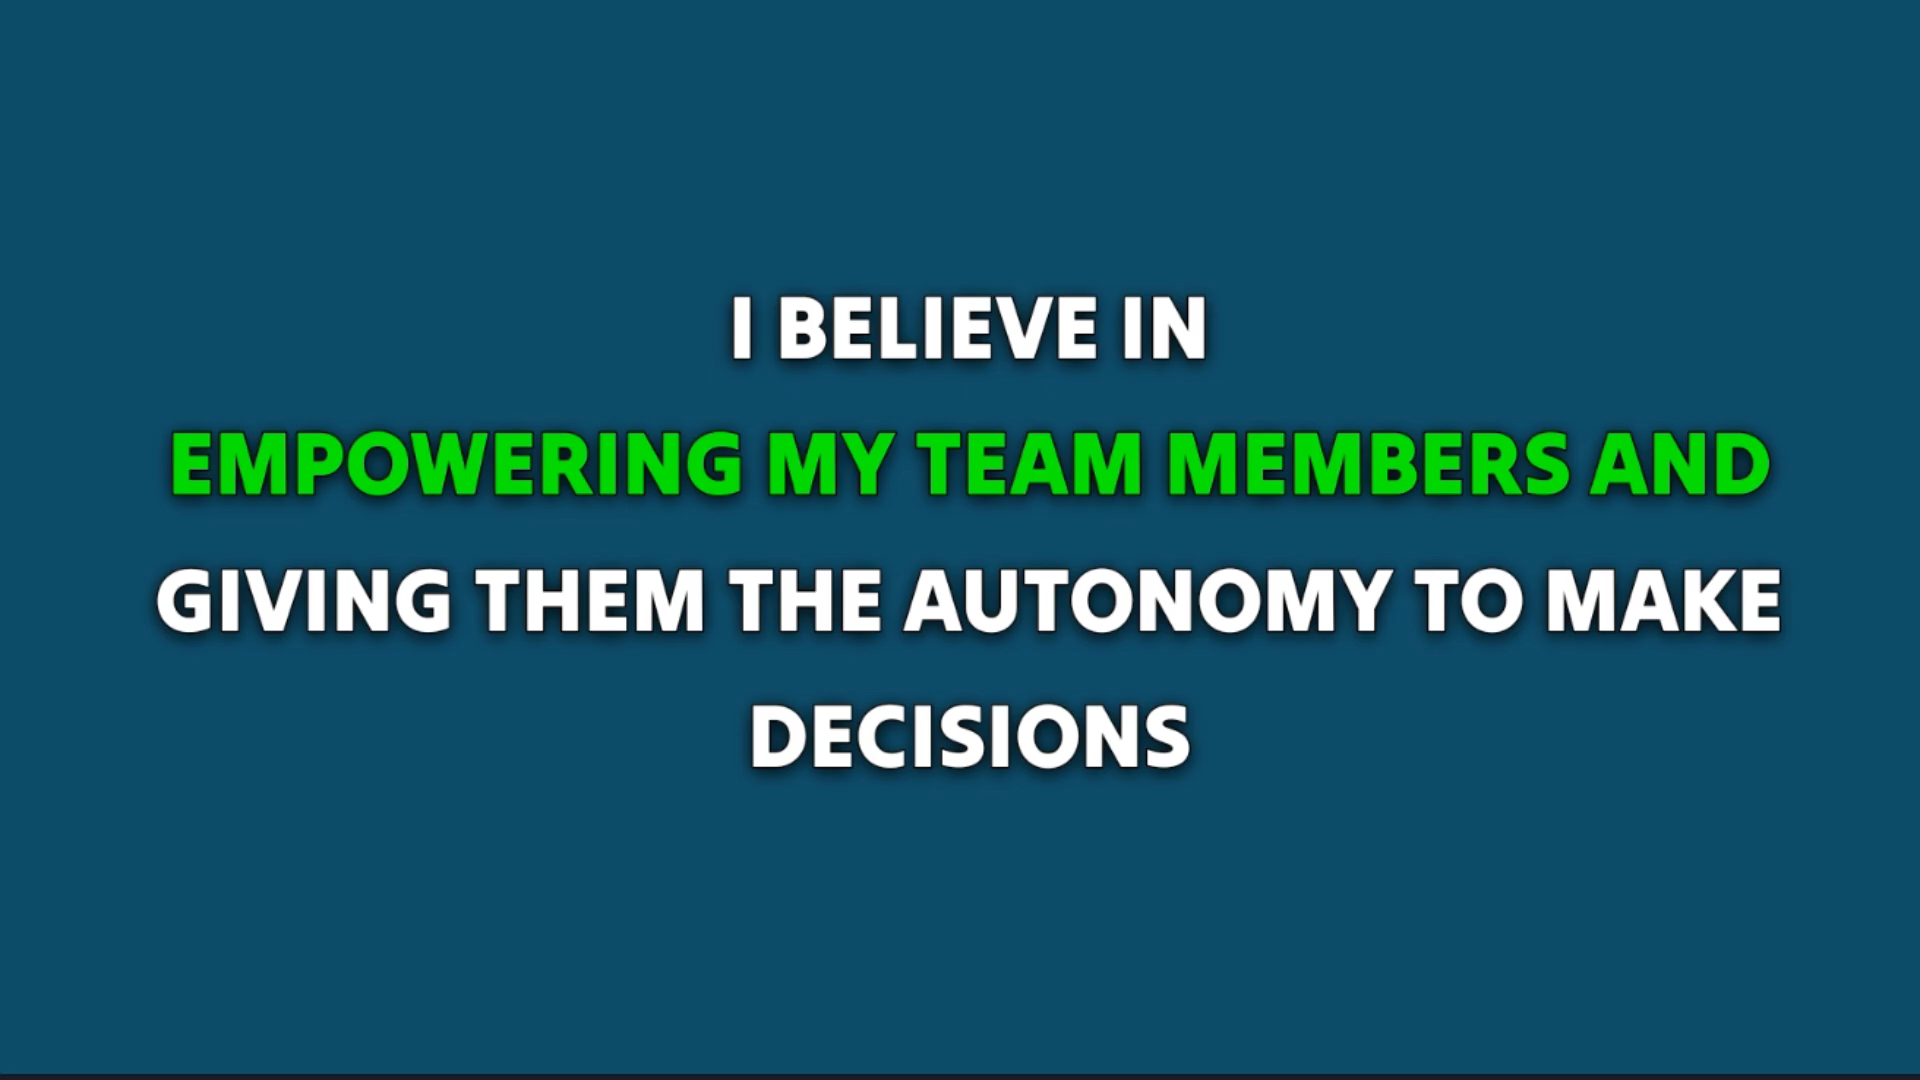 I BELIEVE IN
EMPOWERING MY TEAM MEMBERS AND
GIVING THEM THE AUTONOMY TO MAKE
DECISIONS